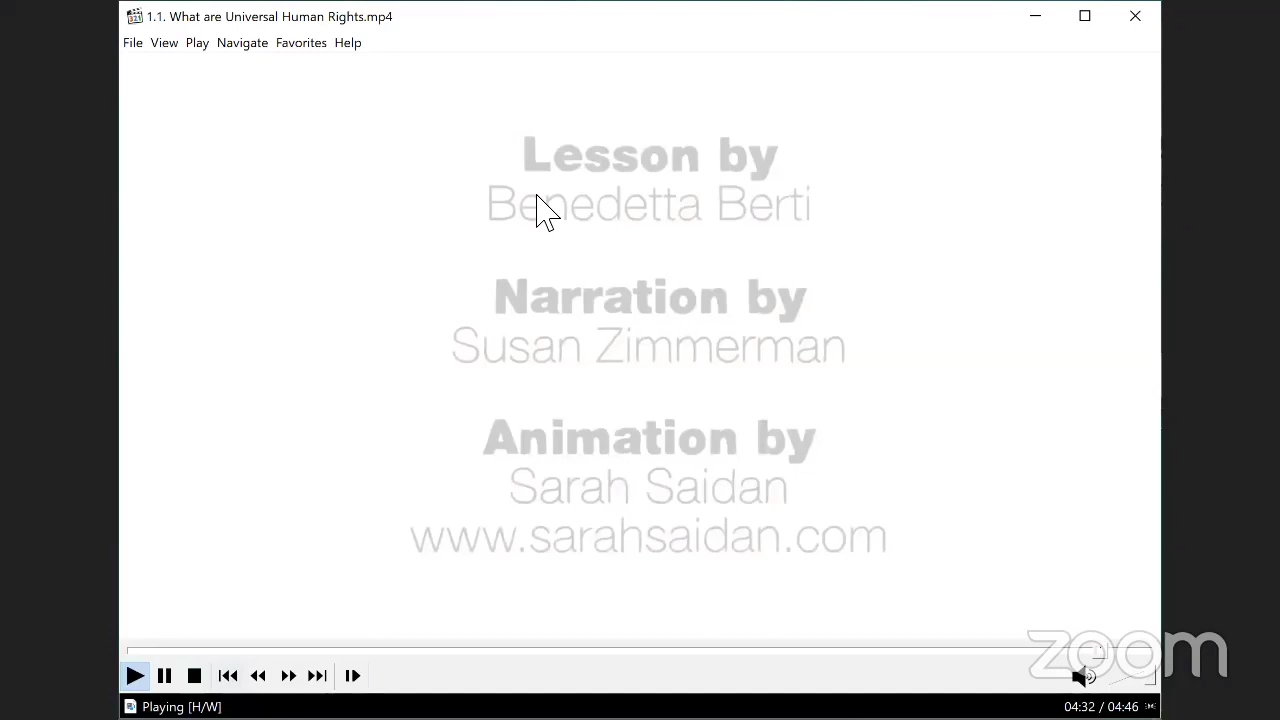 1.1. What are Universal Human Rights.mp4
File View Play Navigate Favorites Help
Lesson by
Benedetta Berti
Narration by
Susan Zimmerman
Animation by
Sarah Saidan
www.sarahsaidan.com
zoom
Playing [H/W]
04:32 / 04:46